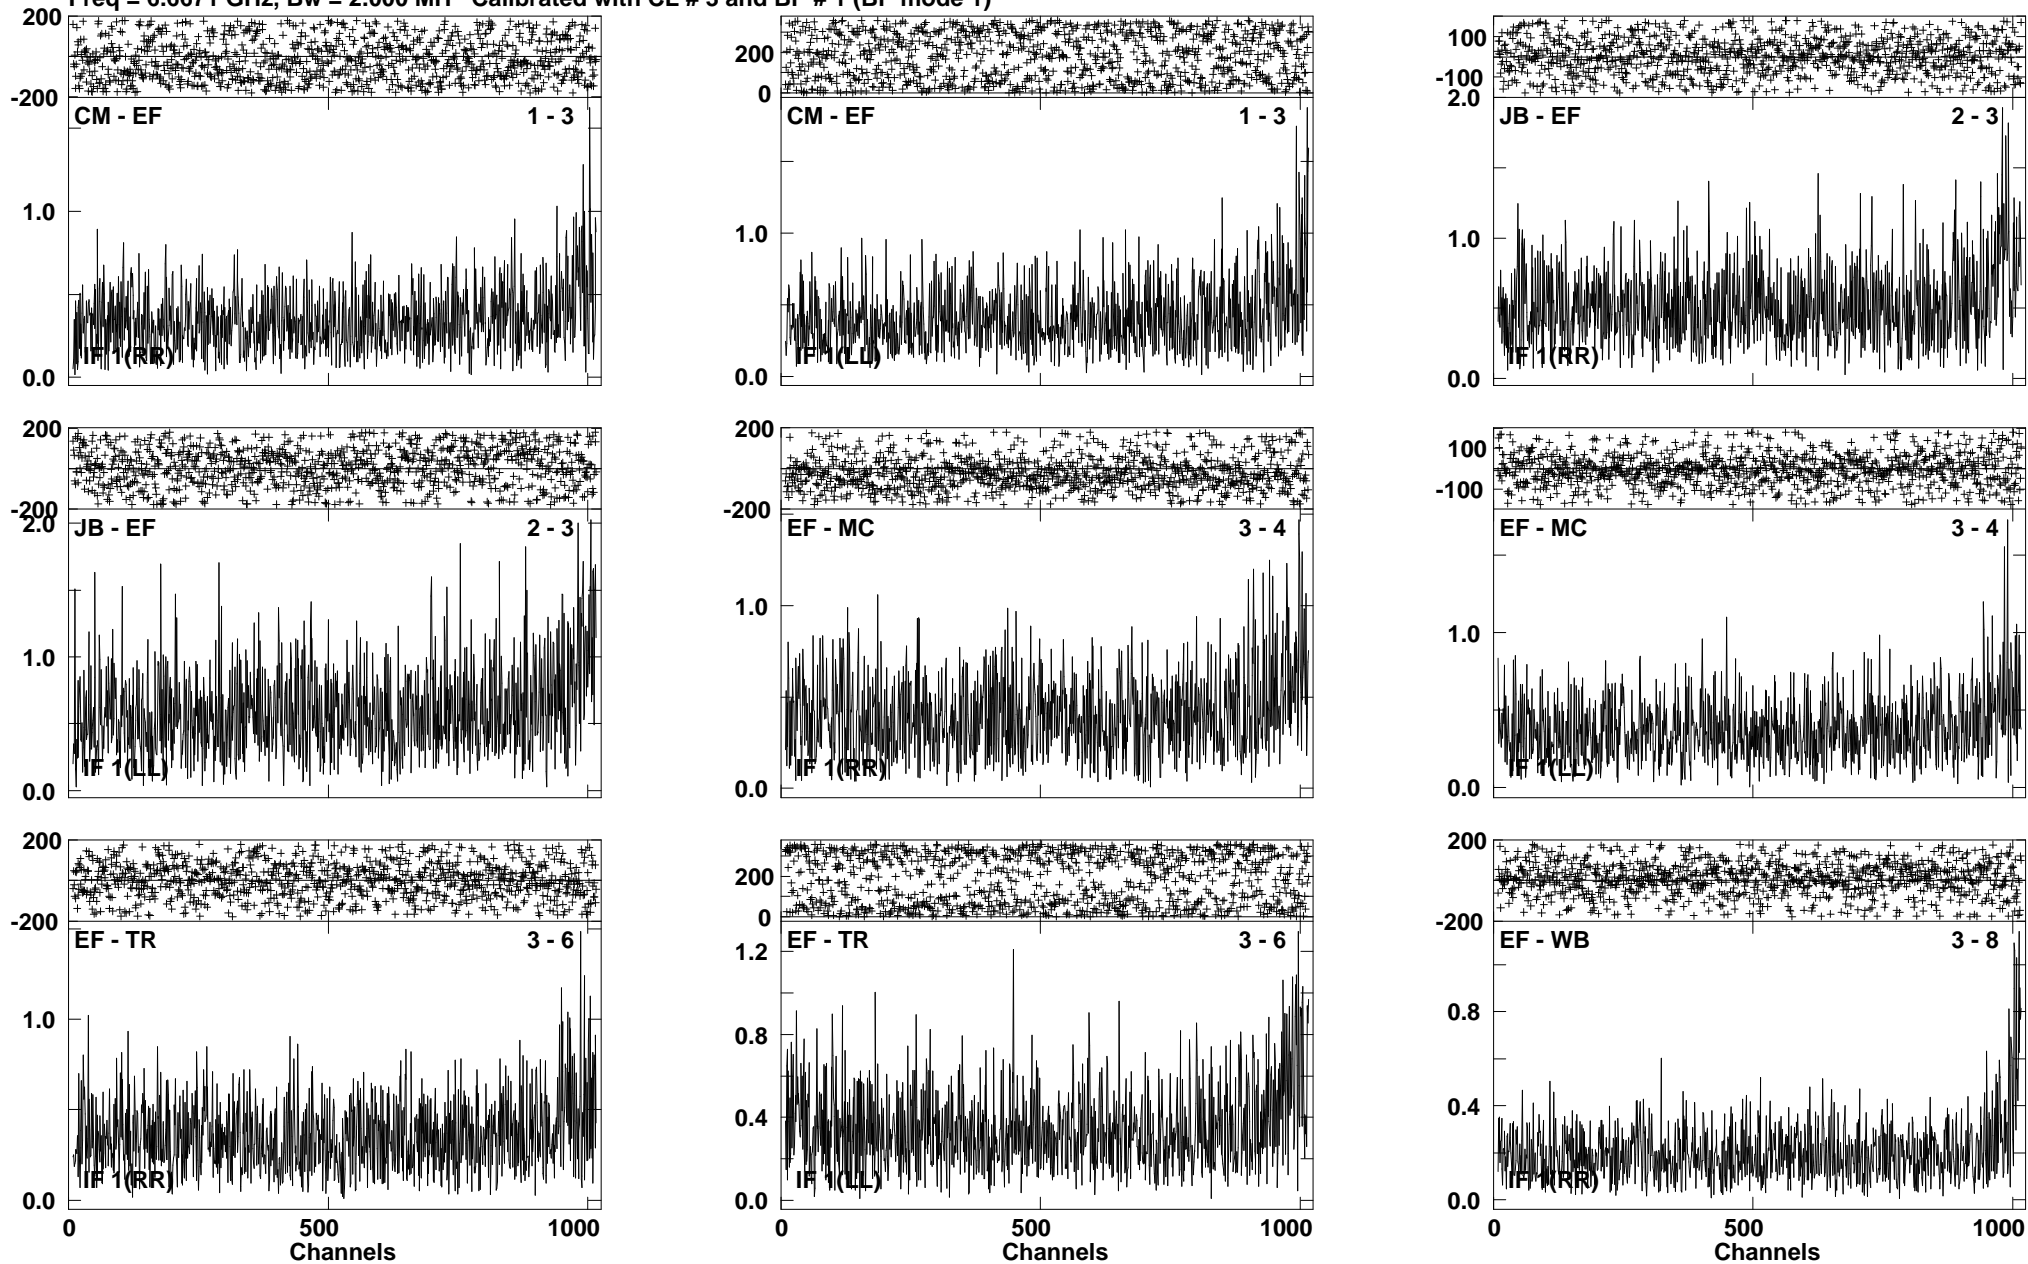 Freq = 6.6671 GHz, Bw = 2.000 MH Calibrated with CL # 3 and BP # 1 (BP mode 1)
200
-200
CM - EF 1 - 3
1.0
IF 1(RR)
0.0
200
0
CM - EF 1 - 3
1.0
IF 1(LL)
0.0
100
-100
2.0
JB - EF 2 - 3
1.0
IF 1(RR)
0.0
200
-200
2.0
JB - EF 2 - 3
1.0
IF 1(LL)
0.0
200
-200
EF - MC 3 - 4
1.0
IF 1(RR)
0.0
100
-100
EF - MC 3 - 4
1.0
IF 1(LL)
0.0
200
-200
EF - TR 3 - 6
1.0
IF 1(RR)
0.0
0 500 1000
Channels
200
0
EF - TR 3 - 6
1.2
0.8
0.4
IF 1(LL)
0.0
0 500 1000
Channels
200
-200
EF - WB 3 - 8
0.8
0.4
IF 1(RR)
0.0
0 500 1000
Channels